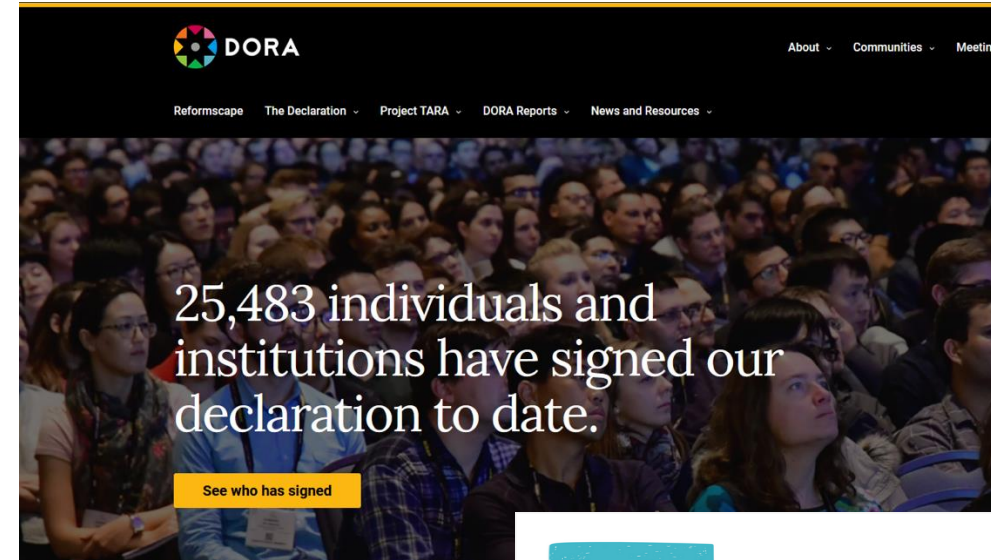 DORA
About
Communities
Reformscape
The Declaration
Project TARA
DORA Reports
News and Resources
25,483 individuals and
institutions have signed our
declaration to date.
See who has signed